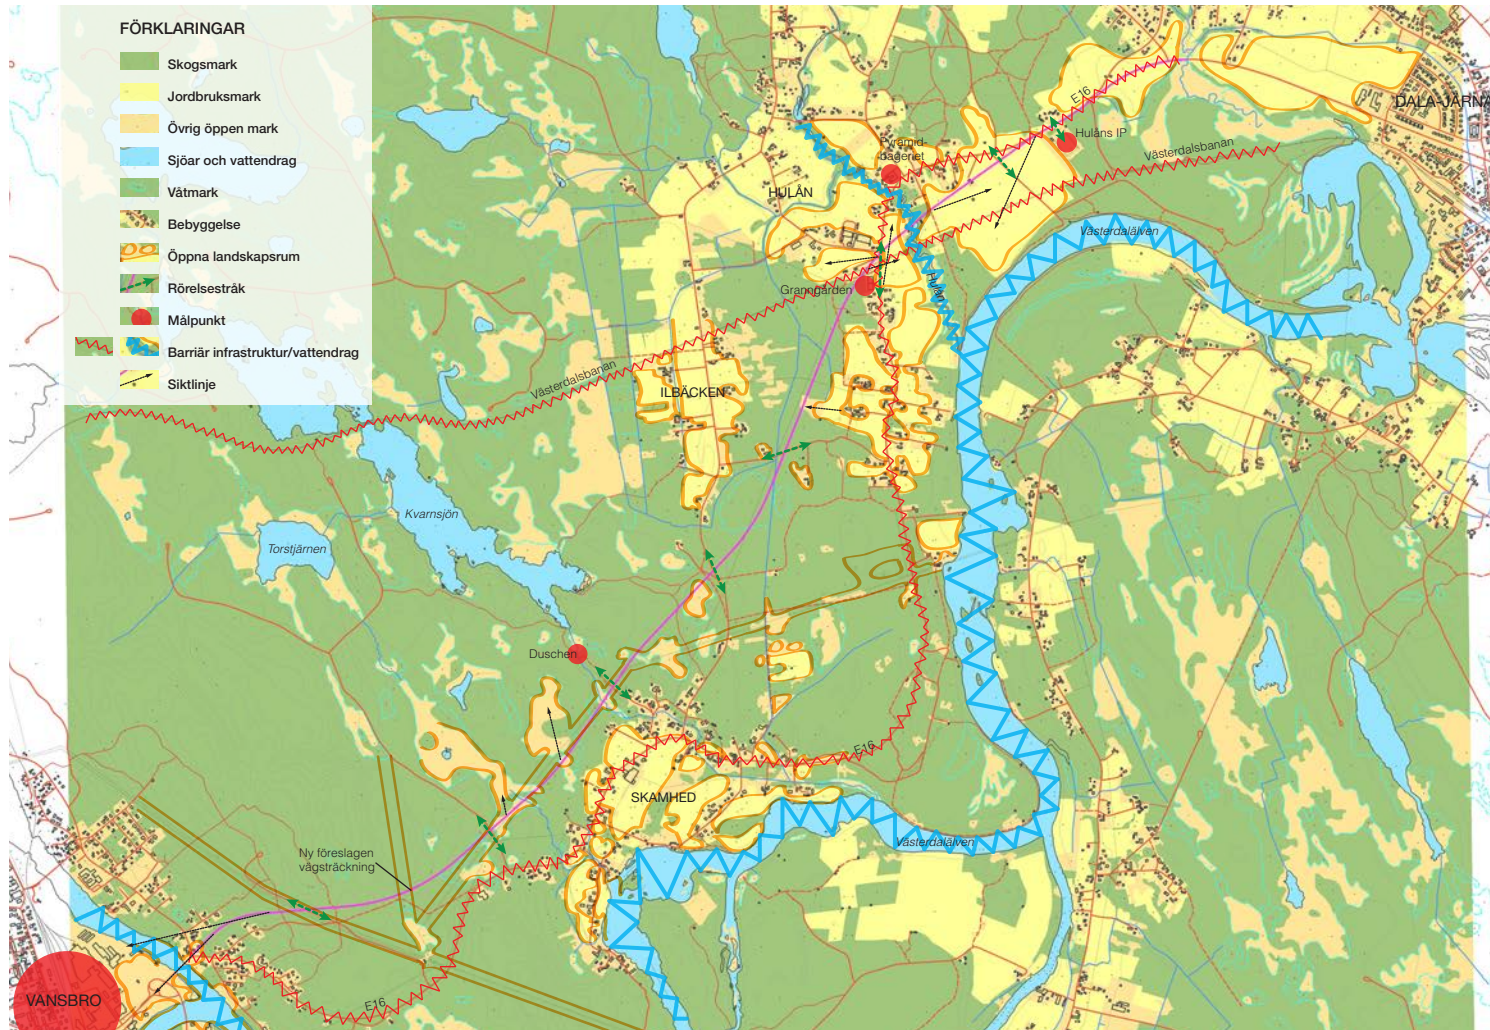 FÖRKLARINGAR
Skogsmark
Jordbruksmark
Övrig öppen mark
Sjöar och vattendrag
Våtmark
Bebyggelse
Öppna landskapsrum
Rörelsestråk
Målpunkt
Barriär infrastruktur/vattendrag
Siktlinje
E16
DALA-JÄRNA
Hulåns IP
Pyramid-
bageriet
Västerdalsbanan
HULÅN
Västerdalälven
Granngården
Hulån
Västerdalsbanan
ILBÄCKEN
Kvarnsjön
Torstjärnen
Duschen
E16
SKAMHED
Västerdalälven
Ny föreslagen
vägsträckning
VANSBRO
E16